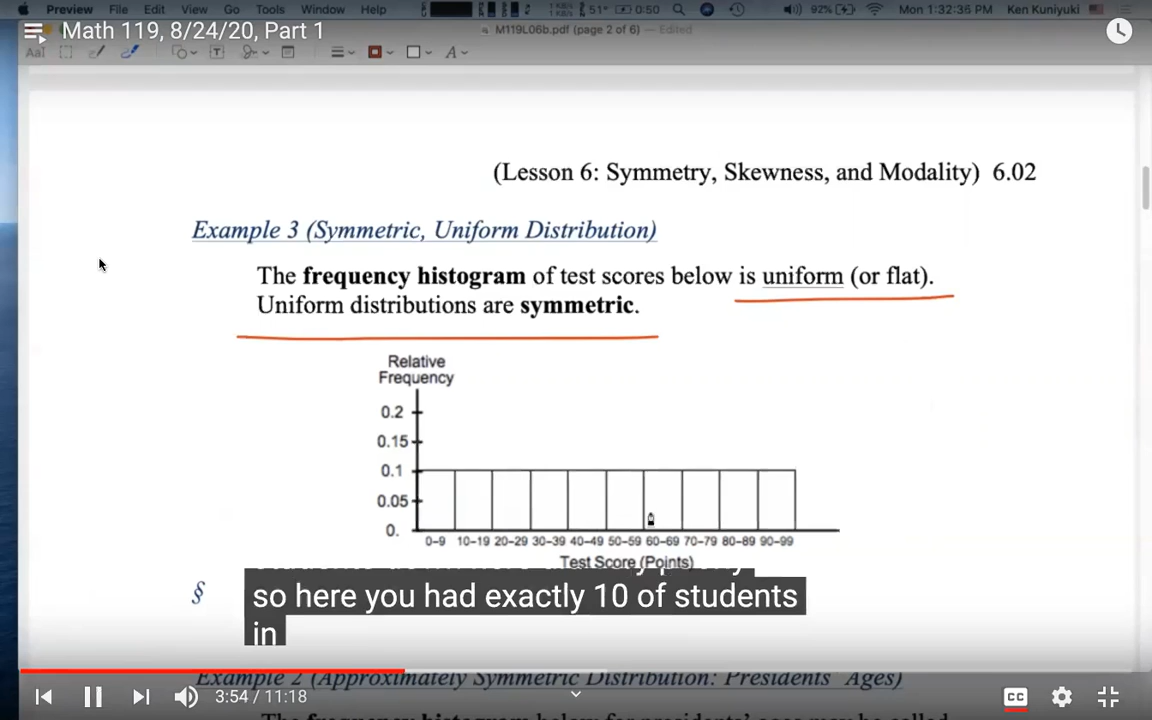 Preview File Edit View Go Tools Window Help 51° 0:50 92% Mon 1:32:36 PM Ken Kuniyuki
Math 119, 8/24/20, Part 1
M119L06b.pdf (page 2 of 6) — Edited
(Lesson 6: Symmetry, Skewness, and Modality) 6.02
Example 3 (Symmetric, Uniform Distribution)
The frequency histogram of test scores below is uniform (or flat).
Uniform distributions are symmetric.
Relative
Frequency
0.2
0.15
0.1
0.05
0.
0-9 10-19 20-29 30-39 40-49 50-59 60-69 70-79 80-89 90-99
Test Score (Points)
§
so here you had exactly 10 of students
in
Example 2 (Approximately Symmetric Distribution: Presidents' Ages)
3:54 / 11:18
CC